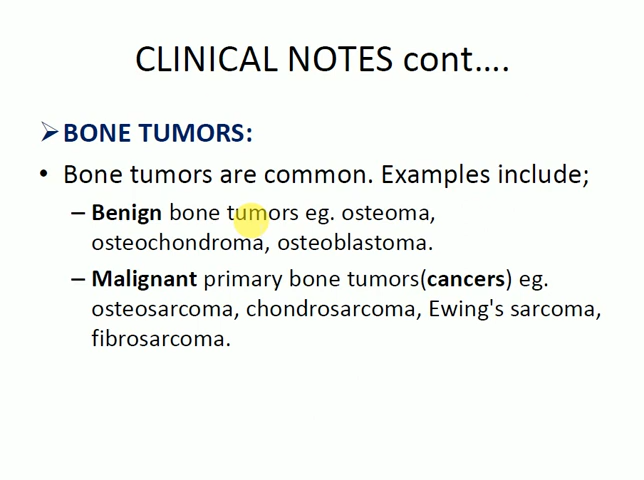 CLINICAL NOTES cont….
➢ BONE TUMORS:
• Bone tumors are common. Examples include;
– Benign bone tumors eg. osteoma,
osteochondroma, osteoblastoma.
– Malignant primary bone tumors(cancers) eg.
osteosarcoma, chondrosarcoma, Ewing's sarcoma,
fibrosarcoma.